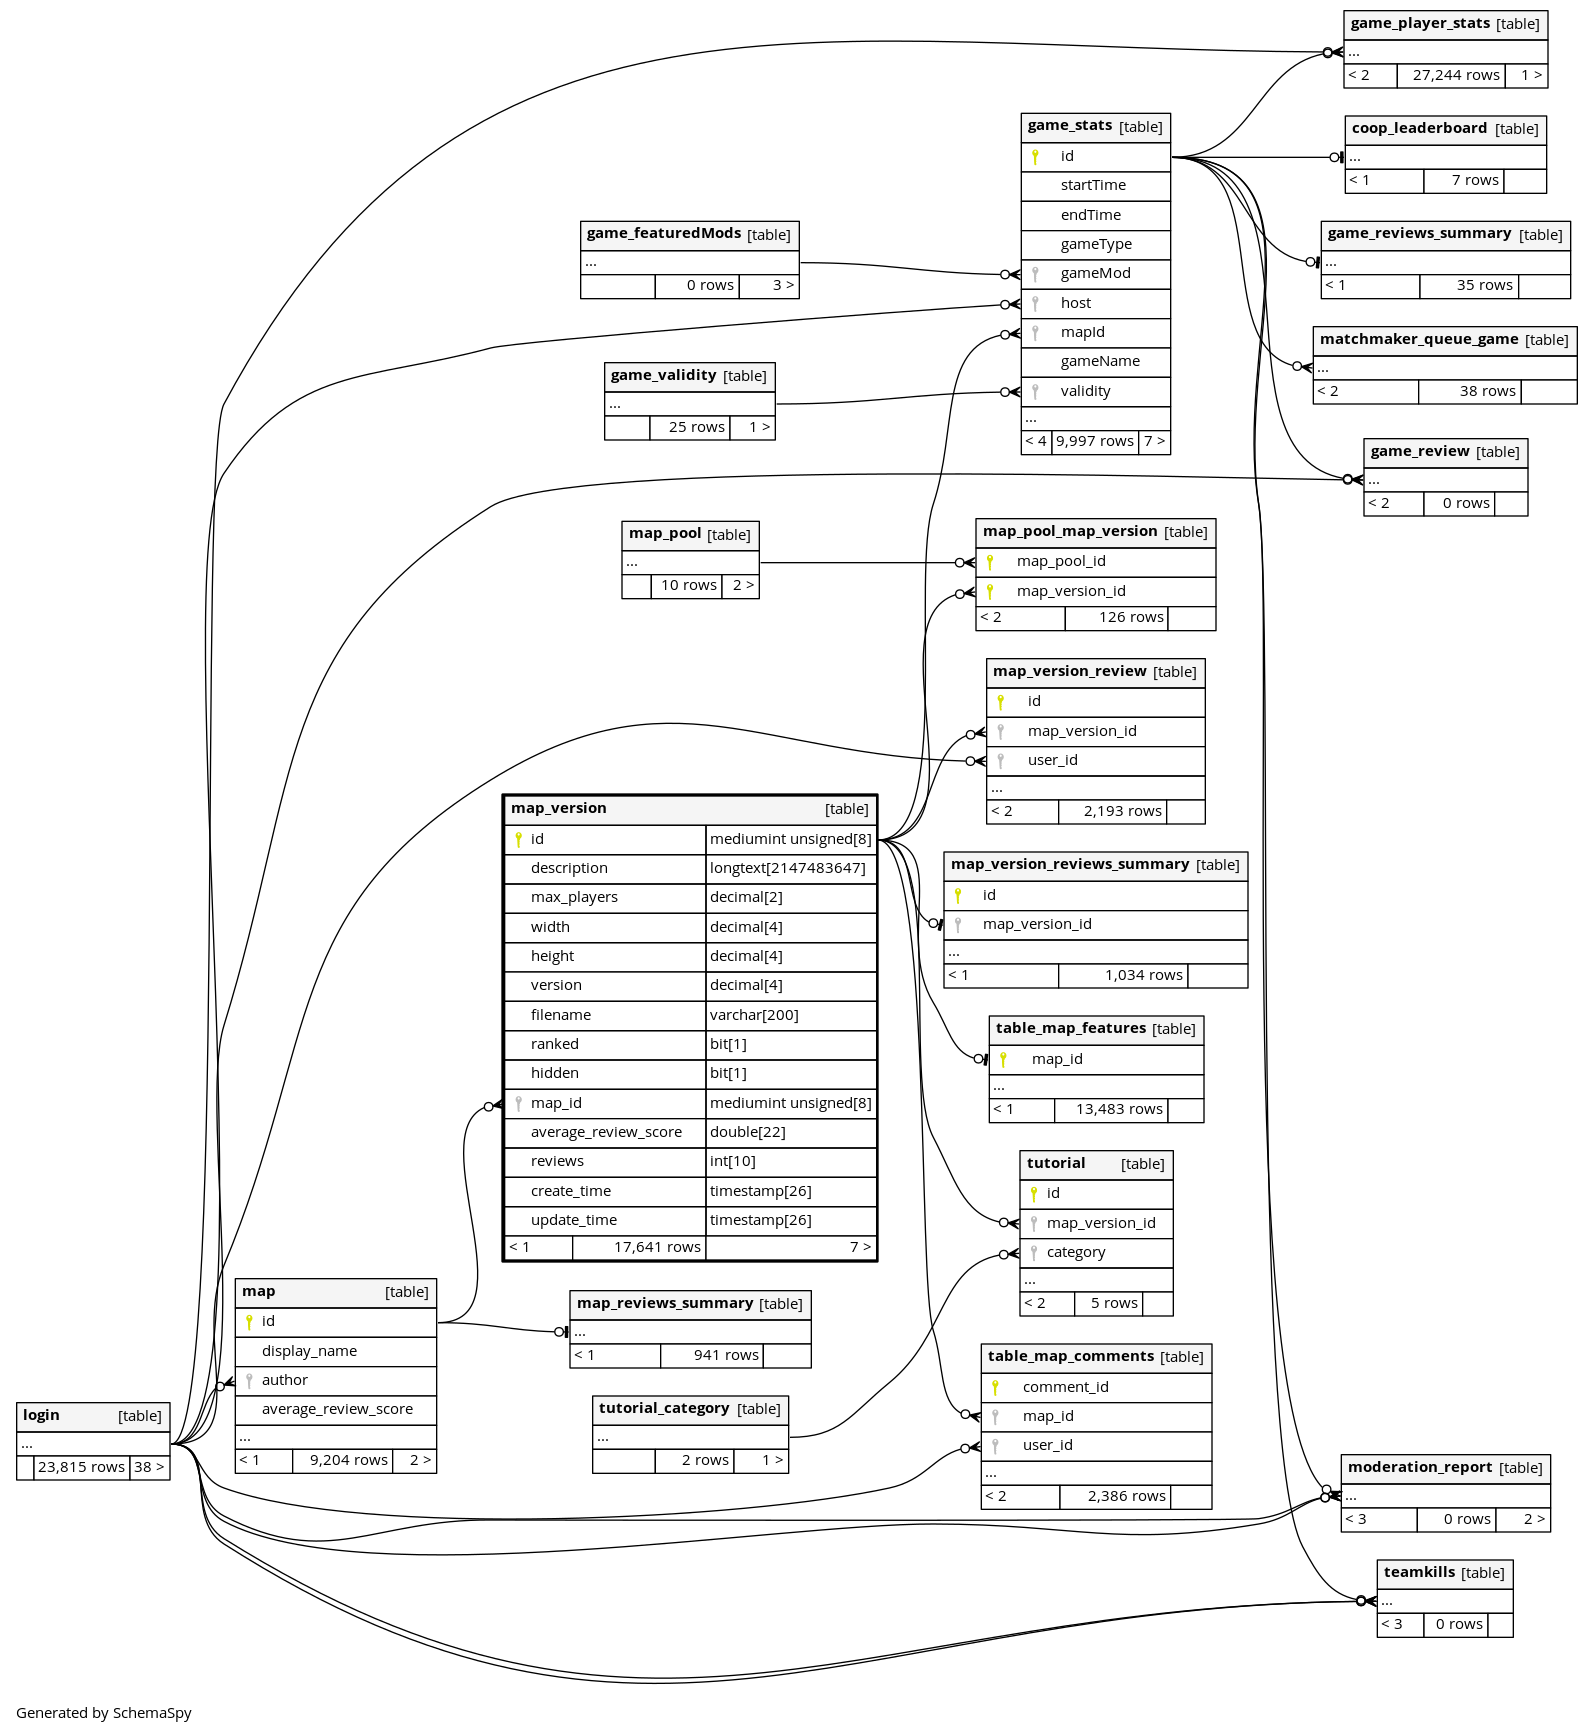 game_player_stats [table]
...
< 2 27,244 rows 1 >
game_stats [table]
id
startTime
endTime
gameType
gameMod
host
mapId
gameName
validity
...
< 4 9,997 rows 7 >
coop_leaderboard [table]
...
< 1 7 rows
game_featuredMods [table]
...
0 rows 3 >
game_reviews_summary [table]
...
< 1 35 rows
matchmaker_queue_game [table]
...
< 2 38 rows
game_validity [table]
...
25 rows 1 >
game_review [table]
...
< 2 0 rows
map_pool [table]
...
10 rows 2 >
map_pool_map_version [table]
map_pool_id
map_version_id
< 2 126 rows
map_version_review [table]
id
map_version_id
user_id
...
< 2 2,193 rows
map_version [table]
id mediumint unsigned[8]
description longtext[2147483647]
max_players decimal[2]
width decimal[4]
height decimal[4]
version decimal[4]
filename varchar[200]
ranked bit[1]
hidden bit[1]
map_id mediumint unsigned[8]
average_review_score double[22]
reviews int[10]
create_time timestamp[26]
update_time timestamp[26]
< 1 17,641 rows 7 >
map_version_reviews_summary [table]
id
map_version_id
...
< 1 1,034 rows
table_map_features [table]
map_id
...
< 1 13,483 rows
tutorial [table]
id
map_version_id
category
...
< 2 5 rows
map [table]
id
display_name
author
average_review_score
...
< 1 9,204 rows 2 >
map_reviews_summary [table]
...
< 1 941 rows
table_map_comments [table]
comment_id
map_id
user_id
...
< 2 2,386 rows
login [table]
...
23,815 rows 38 >
tutorial_category [table]
...
2 rows 1 >
moderation_report [table]
...
< 3 0 rows 2 >
teamkills [table]
...
< 3 0 rows
Generated by SchemaSpy